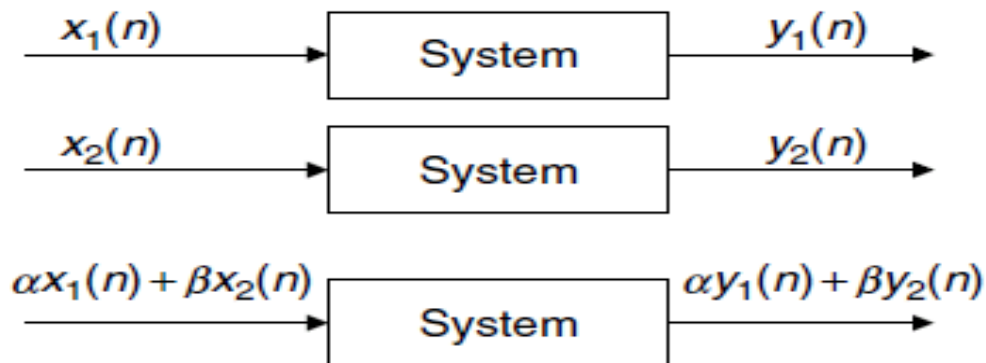 x₁(n) System y₁(n)
x₂(n) System y₂(n)
αx₁(n) + βx₂(n) System αy₁(n) + βy₂(n)